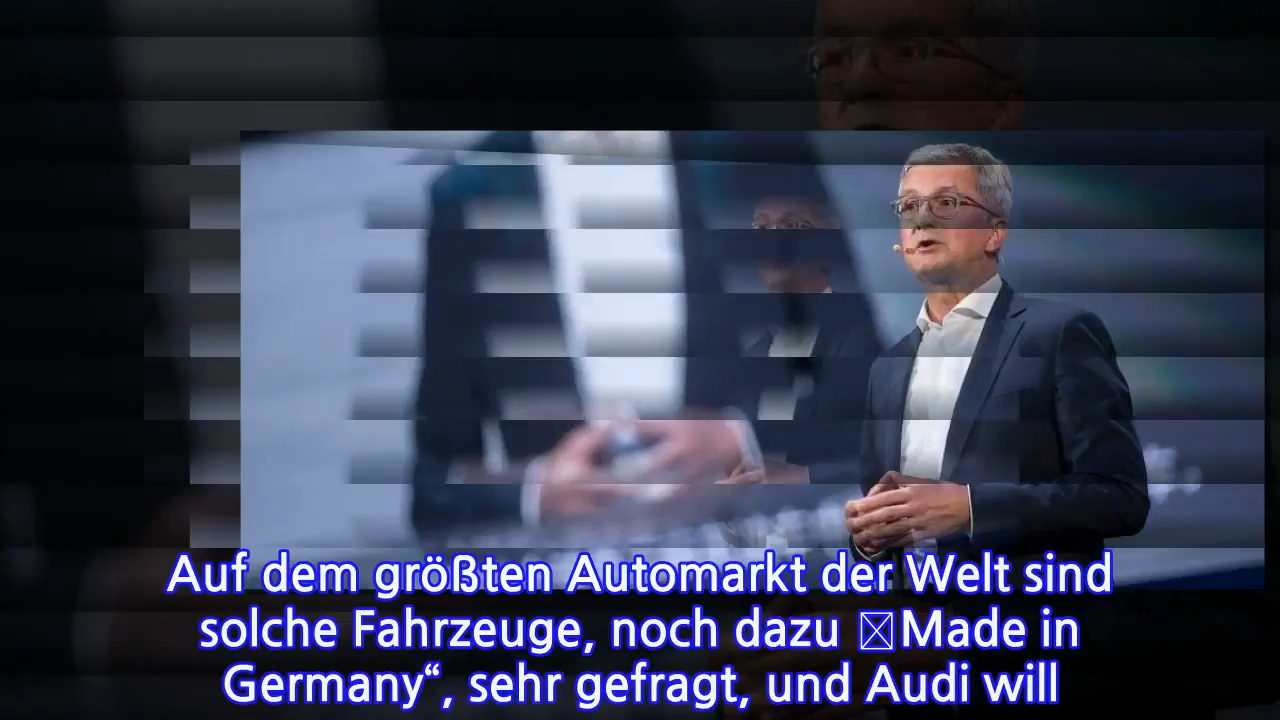 Auf dem größten Automarkt der Welt sind
solche Fahrzeuge, noch dazu Made in
Germany“, sehr gefragt, und Audi will